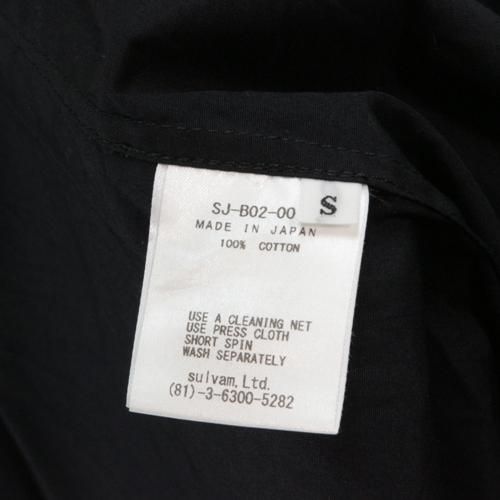 SJ-B02-00
S
MADE IN JAPAN
100% COTTON
USE A CLEANING NET
USE PRESS CLOTH
SHORT SPIN
WASH SEPARATELY
sulvam, Ltd.
(81)-3-6300-5282